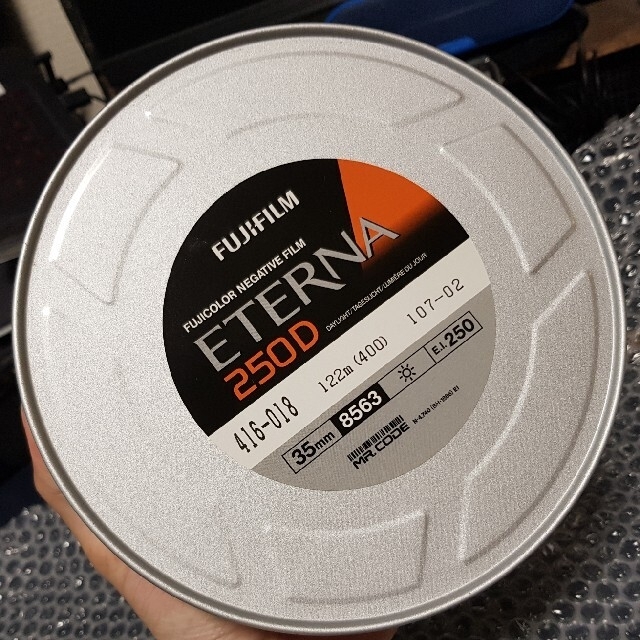 FUJIFILM
FUJICOLOR NEGATIVE FILM
ETERNA
250D
DAYLIGHT/TAGESLICHT/LUMIÈRE DU JOUR
416-018 122m (400) 107-02
35mm 8563 E.I.250
MR.CODE